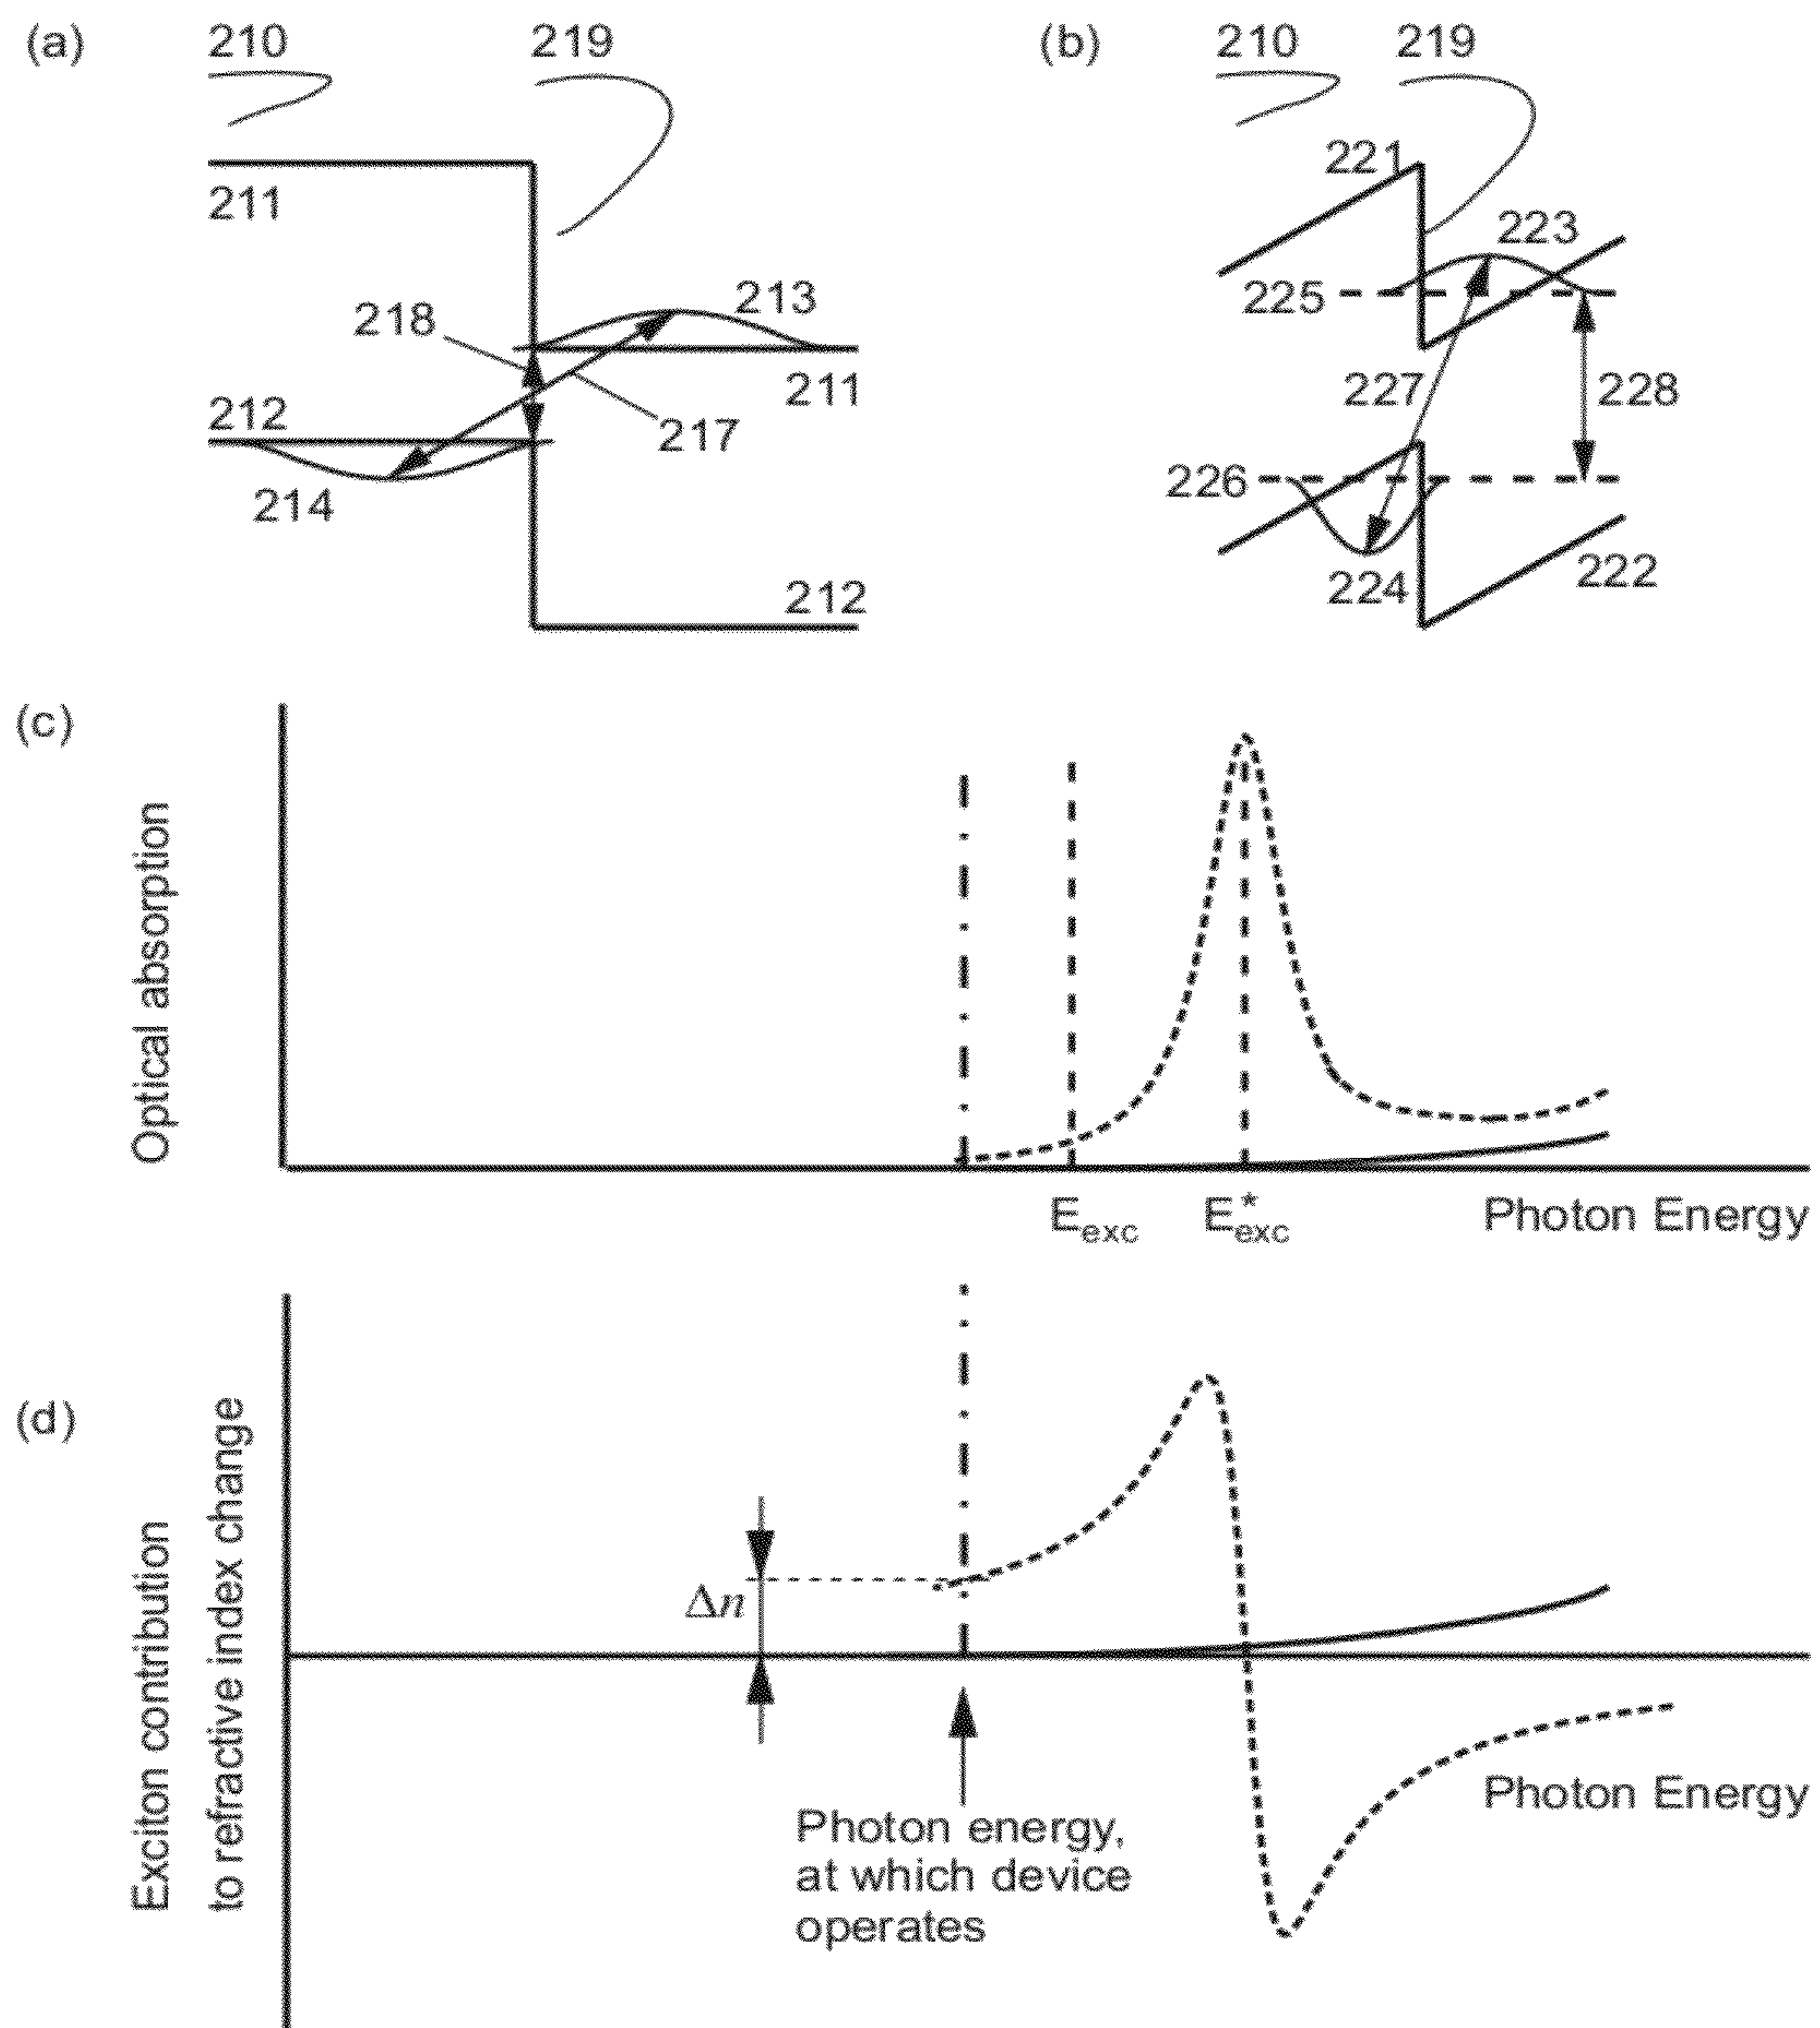 (a)
210
219
(b)
210
219
211
221
223
218
213
225
211
212
227
228
217
226
214
224
222
212
(c)
Optical absorption
E_exc
E*_exc
Photon Energy
(d)
Exciton contribution
to refractive index change
Δn
Photon Energy
Photon energy,
at which device
operates